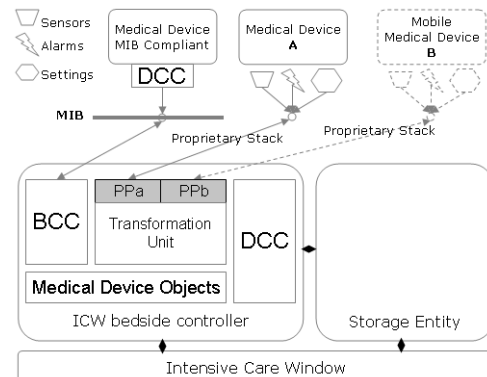 Sensors
Alarms
Settings
Medical Device
MIB Compliant
DCC
Medical Device
A
Mobile
Medical Device
B
MIB
Proprietary Stack
Proprietary Stack
BCC
PPa
PPb
Transformation
Unit
DCC
Medical Device Objects
ICW bedside controller
Storage Entity
Intensive Care Window